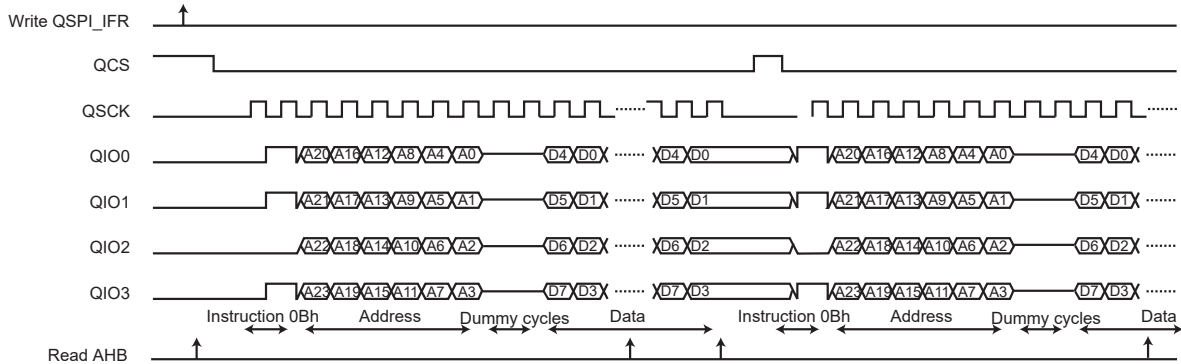 Write QSPI_IFR
QCS
QSCK
QIO0 A20 A16 A12 A8 A4 A0 D4 D0 D4 D0 A20 A16 A12 A8 A4 A0 D4 D0
QIO1 A21 A17 A13 A9 A5 A1 D5 D1 D5 D1 A21 A17 A13 A9 A5 A1 D5 D1
QIO2 A22 A18 A14 A10 A6 A2 D6 D2 D6 D2 A22 A18 A14 A10 A6 A2 D6 D2
QIO3 A23 A19 A15 A11 A7 A3 D7 D3 D7 D3 A23 A19 A15 A11 A7 A3 D7 D3
Instruction 0Bh Address Dummy cycles Data Instruction 0Bh Address Dummy cycles Data
Read AHB